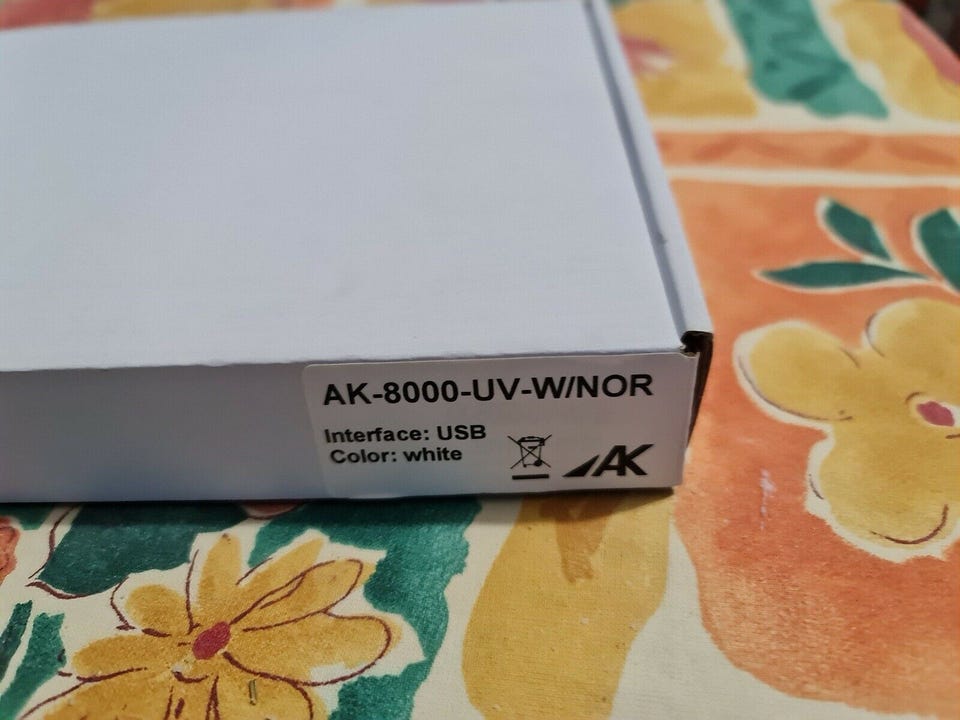 AK-8000-UV-W/NOR
Interface: USB
Color: white
AK